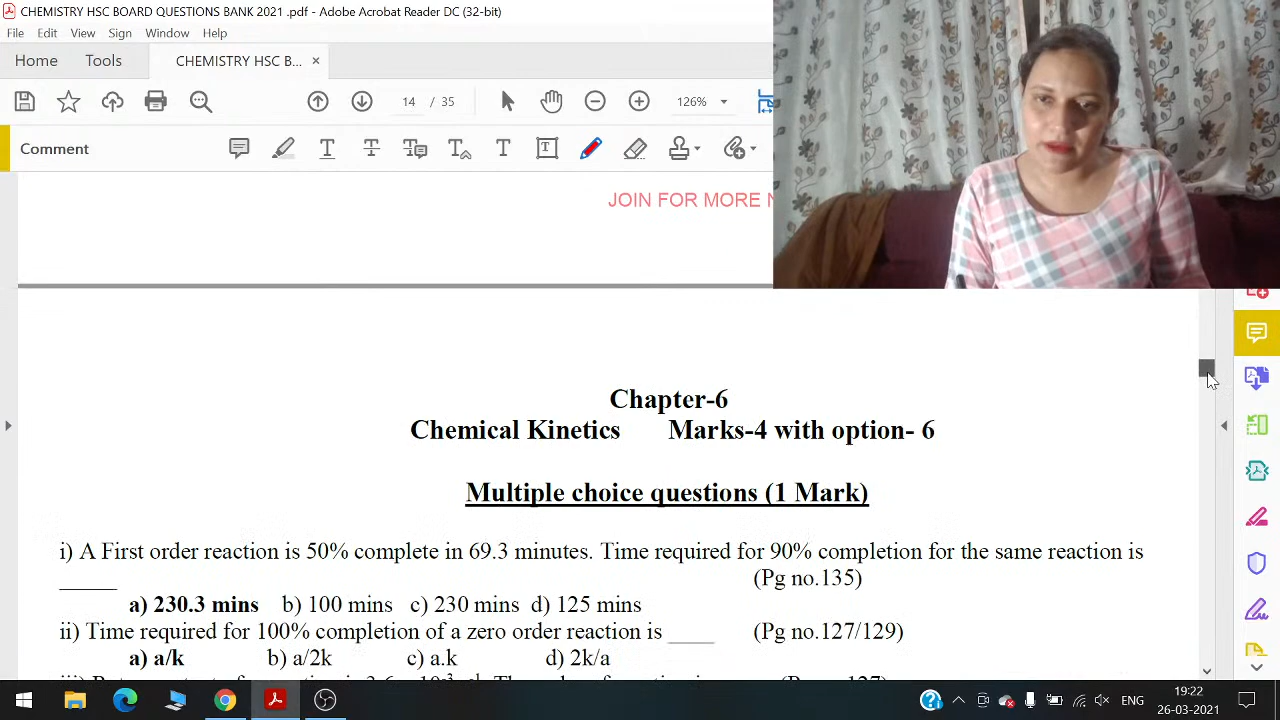 CHEMISTRY HSC BOARD QUESTIONS BANK 2021 .pdf - Adobe Acrobat Reader DC (32-bit)
File Edit View Sign Window Help
Home Tools CHEMISTRY HSC B... ×
14 / 35 126%
Comment
JOIN FOR MORE
Chapter-6
Chemical Kinetics Marks-4 with option- 6
Multiple choice questions (1 Mark)
i) A First order reaction is 50% complete in 69.3 minutes. Time required for 90% completion for the same reaction is
______ (Pg no.135)
a) 230.3 mins b) 100 mins c) 230 mins d) 125 mins
ii) Time required for 100% completion of a zero order reaction is _____ (Pg no.127/129)
a) a/k b) a/2k c) a.k d) 2k/a
ENG
19:22
26-03-2021